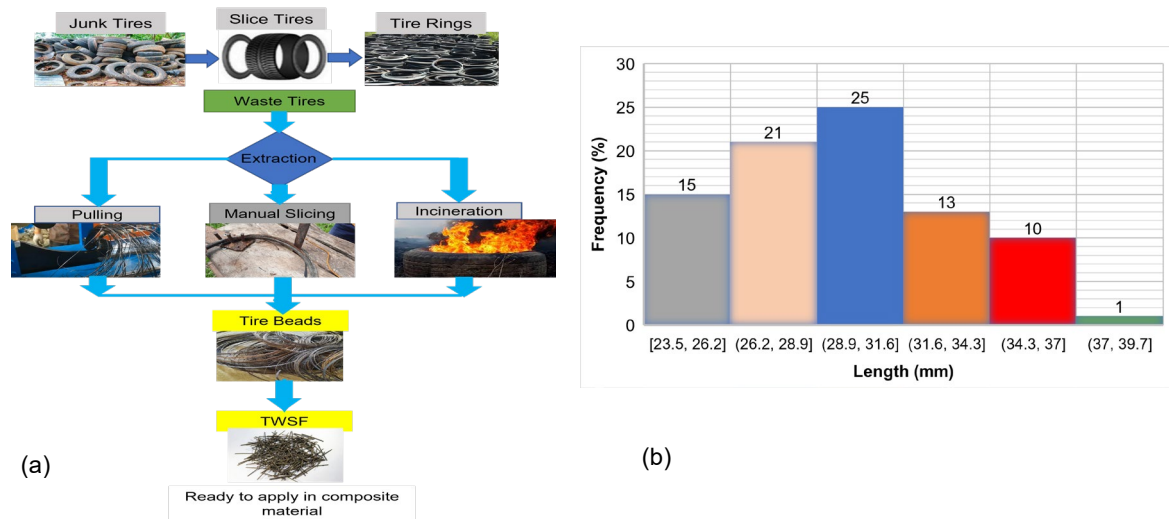 Junk Tires
Slice Tires
Tire Rings
Waste Tires
Extraction
Pulling
Manual Slicing
Incineration
Tire Beads
TWSF
Ready to apply in composite
material
(a)
30
25
20
15
10
5
0
Frequency (%)
15
21
25
13
10
1
[23.5, 26.2]
(26.2, 28.9]
(28.9, 31.6]
(31.6, 34.3]
(34.3, 37]
(37, 39.7]
Length (mm)
(b)